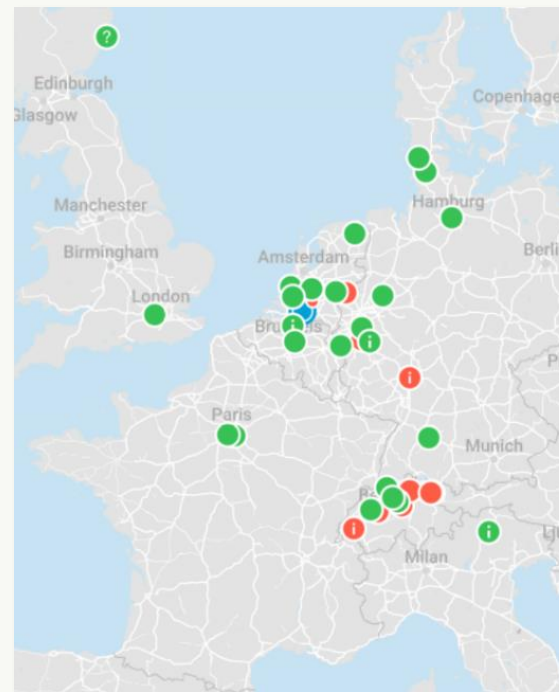 ?
Edinburgh
Glasgow
Copenhage
Manchester
Hamburg
Birmingham
Amsterdam
Berli
London
i
i
i
Paris
Munich
i
i
Milan